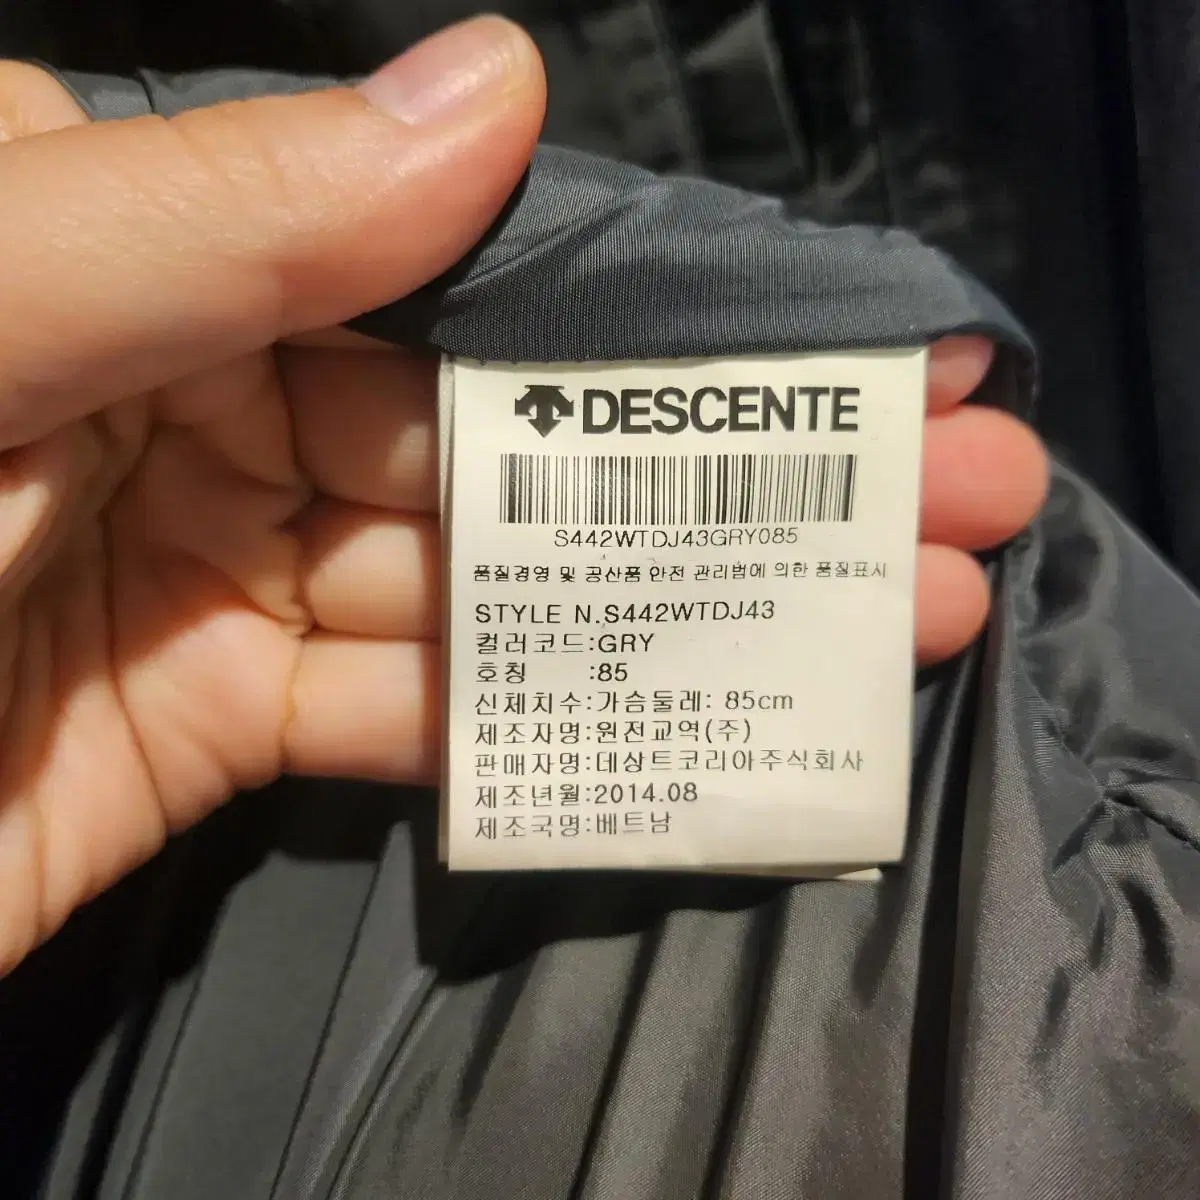 DESCENTE
S442WTDJ43GRY085
품질경영 및 공산품 안전 관리법에 의한 품질표시
STYLE N.S442WTDJ43
컬러코드:GRY
호칭 :85
신체치수:가슴둘레: 85cm
제조자명:원전교역(주)
판매자명:데상트코리아주식회사
제조년월:2014.08
제조국명:베트남